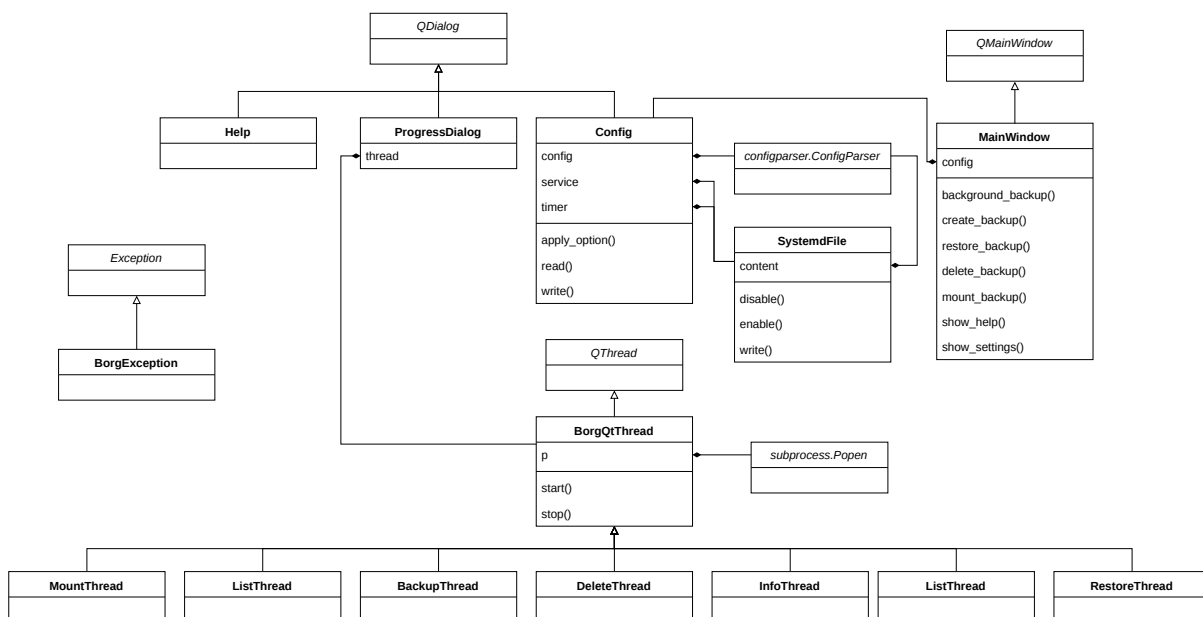 QDialog
QMainWindow
Help
ProgressDialog
thread
Config
config
service
timer
apply_option()
read()
write()
configparser.ConfigParser
MainWindow
config
background_backup()
create_backup()
restore_backup()
delete_backup()
mount_backup()
show_help()
show_settings()
SystemdFile
content
disable()
enable()
write()
Exception
BorgException
QThread
BorgQtThread
p
start()
stop()
subprocess.Popen
MountThread
ListThread
BackupThread
DeleteThread
InfoThread
ListThread
RestoreThread